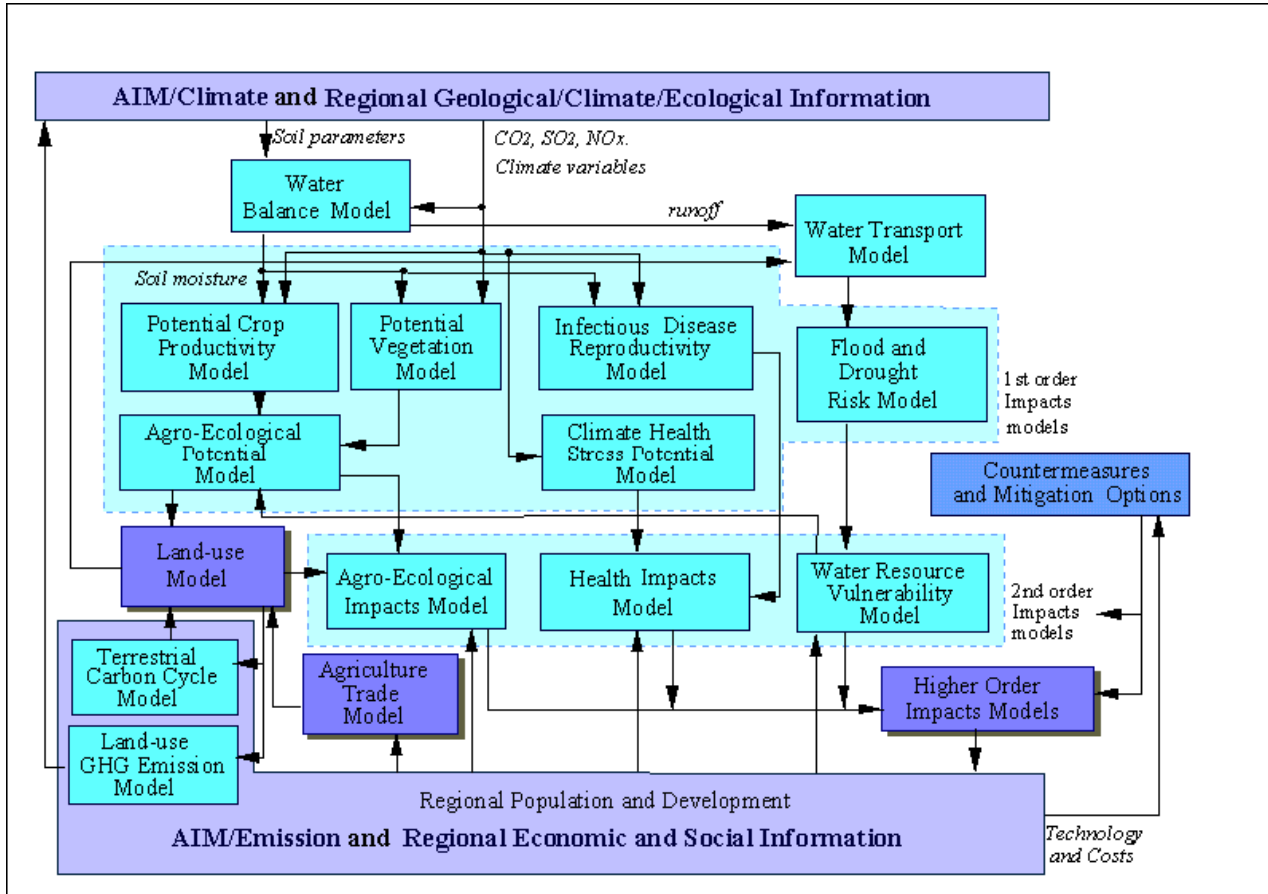 AIM/Climate and Regional Geological/Climate/Ecological Information
Soil parameters
CO2, SO2, NOx.
Climate variables
Water
Balance Model
runoff
Water Transport
Model
Soil moisture
Potential Crop
Productivity
Model
Potential
Vegetation
Model
Infectious Disease
Reproductivity
Model
Flood and
Drought
Risk Model
1st order
Impacts
models
Agro-Ecological
Potential
Model
Climate Health
Stress Potential
Model
Countermeasures
and Mitigation Options
Land-use
Model
Agro-Ecological
Impacts Model
Health Impacts
Model
Water Resource
Vulnerability
Model
2nd order
Impacts
models
Terrestrial
Carbon Cycle
Model
Agriculture
Trade
Model
Higher Order
Impacts Models
Land-use
GHG Emission
Model
Regional Population and Development
AIM/Emission and Regional Economic and Social Information
Technology
and Costs